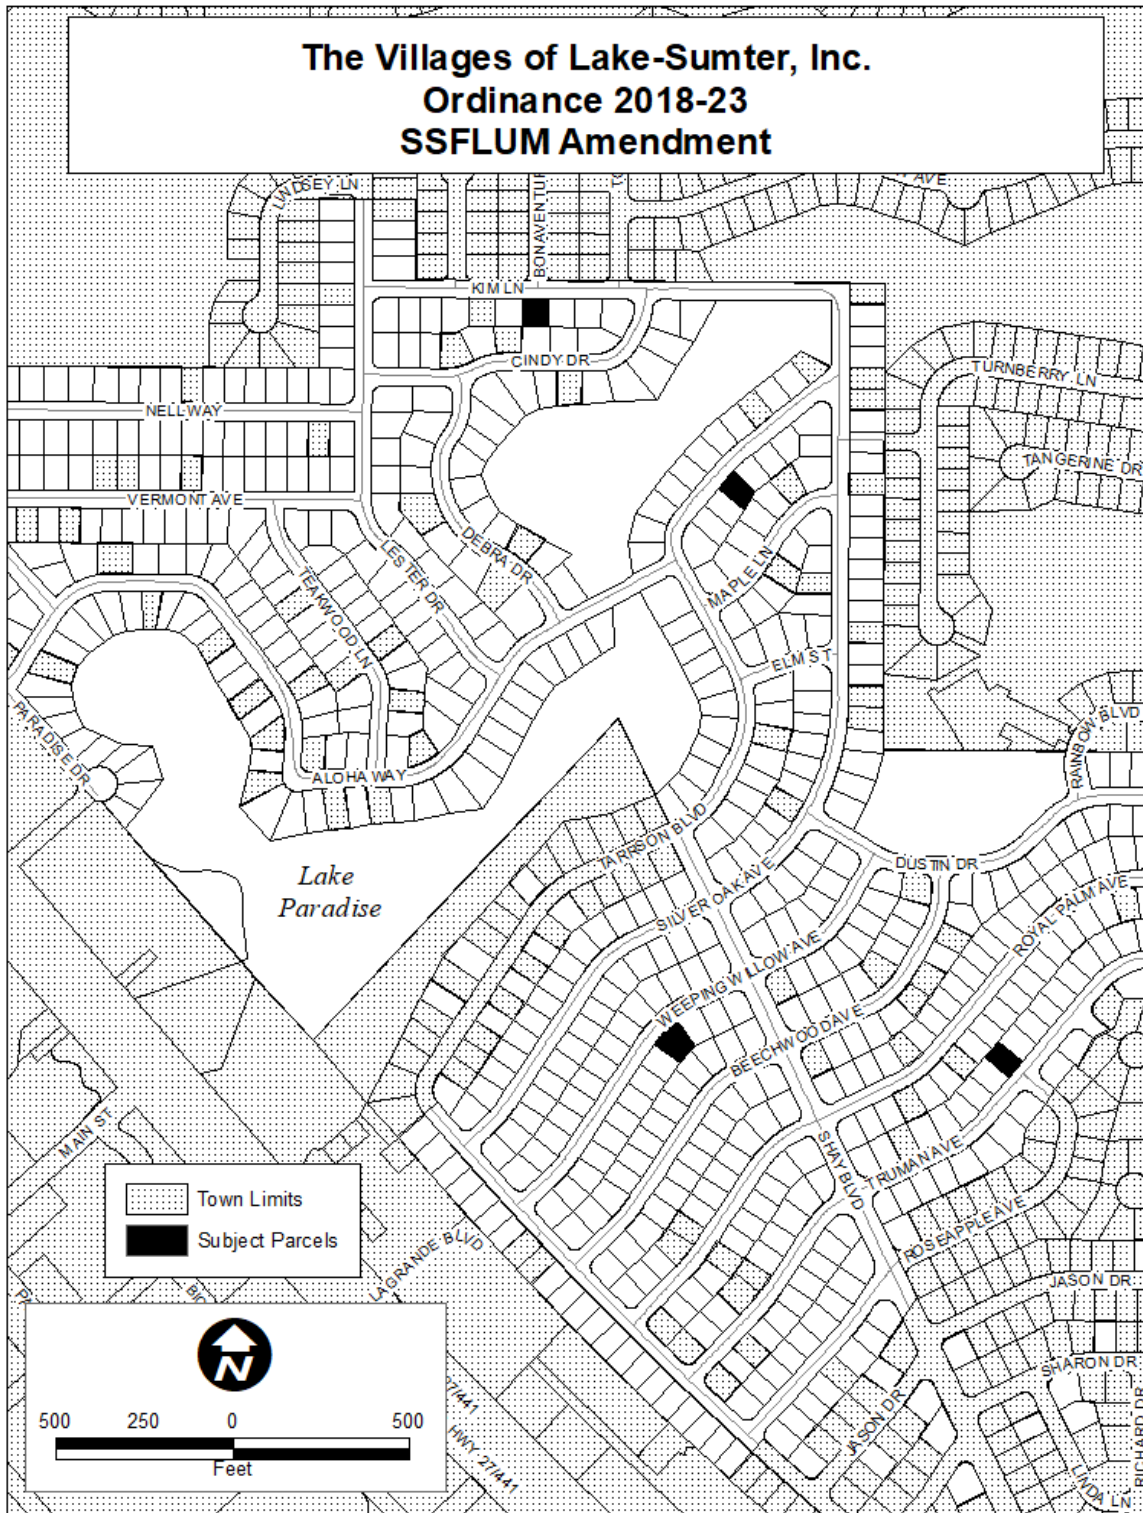 The Villages of Lake-Sumter, Inc.
Ordinance 2018-23
SSFLUM Amendment
LINDSEY LN
AVE
KIM LN
CINDY DR
TURNBERRY LN
NELL WAY
TANGERINE DR
VERMONT AVE
DEBRA DR
LESTER DR
TEAKWOOD LN
MAPLE LN
ELM ST
PARADISE DR
RAINBOW BLVD
ALOHA WAY
TARRSON BLVD
DUSTIN DR
Lake
Paradise
SILVER OAK AVE
ROYAL PALM AVE
WEEPING WILLOW AVE
BEECHWOOD AVE
MAIN ST
SHAY BLVD
TRUMAN AVE
ROSEAPPLE AVE
Town Limits
Subject Parcels
LAGRANDE BLVD
JASON DR
SHARON DR
RICHARD DR
JASON DR
LINDA LN
27/441
HWY 27/441
N
500 250 0 500
Feet